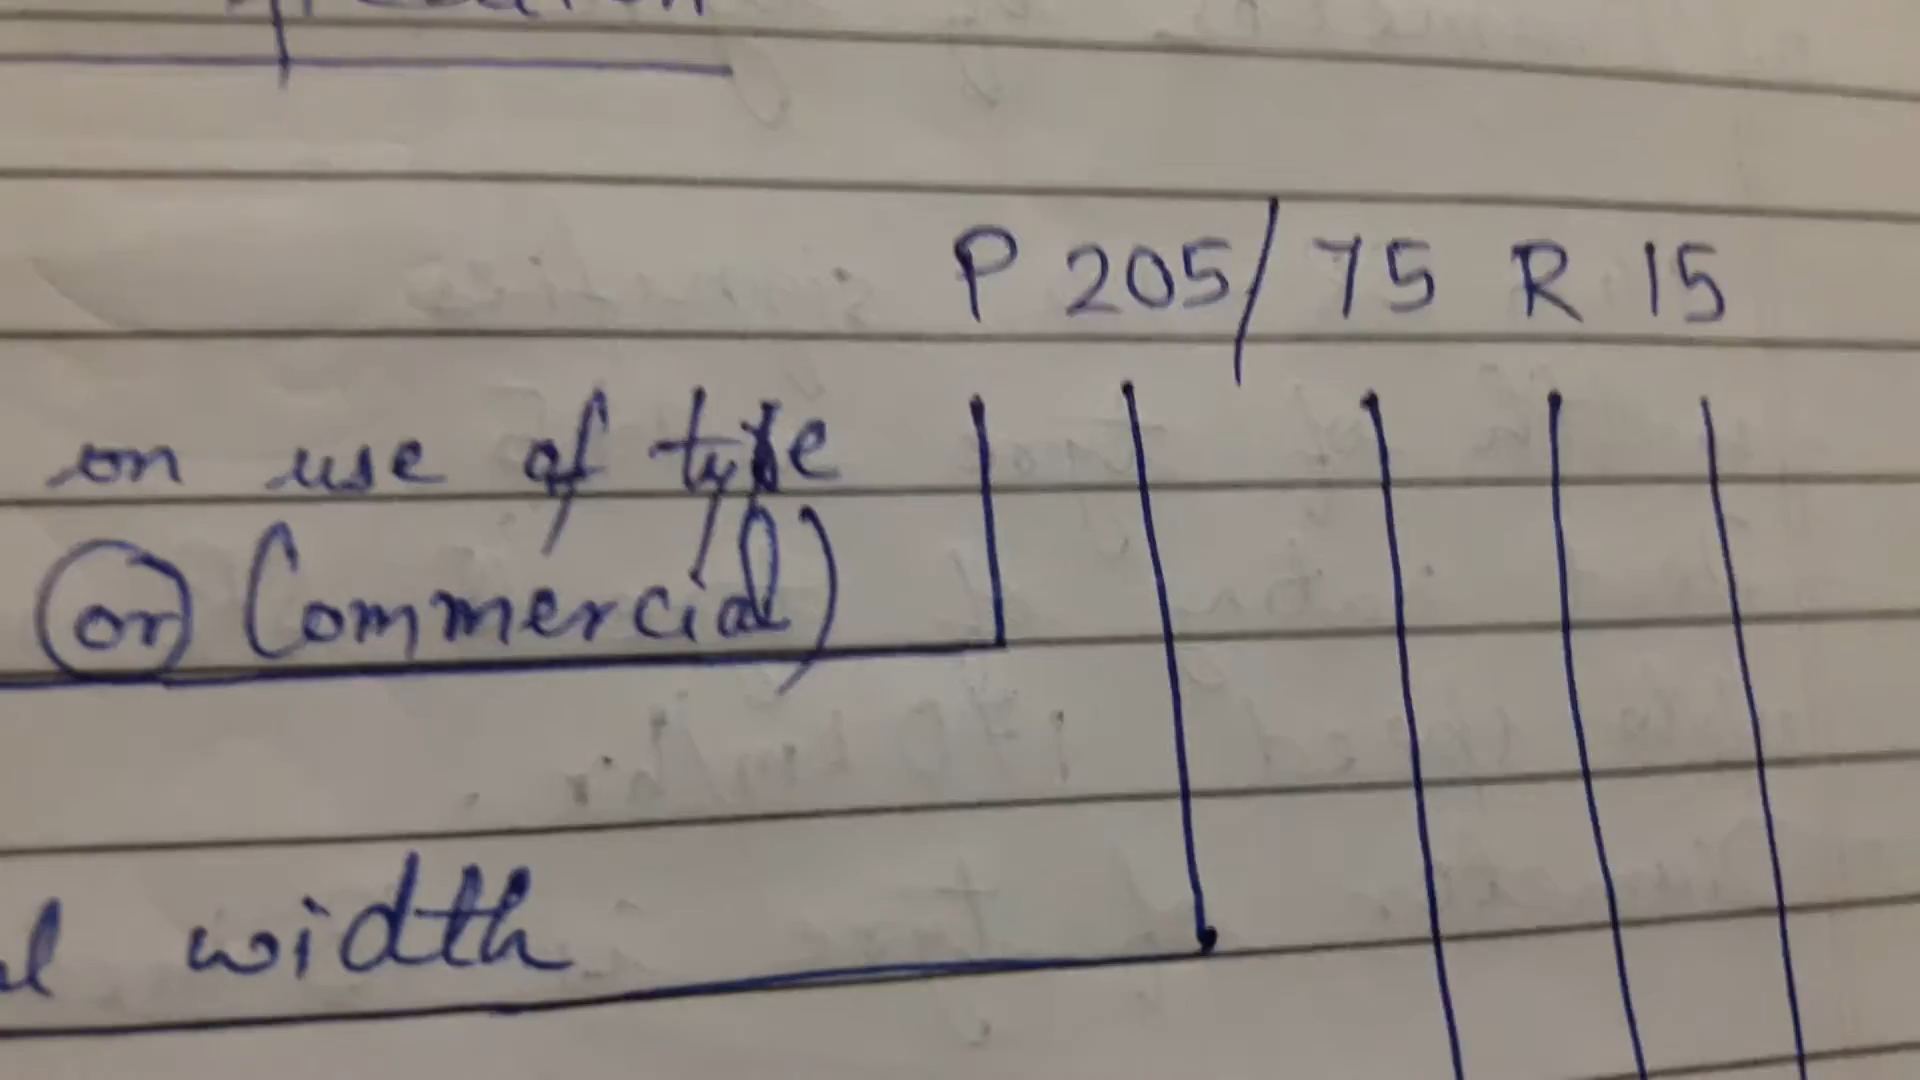 P 205/75 R 15
on use of tyre
or Commercial)
width